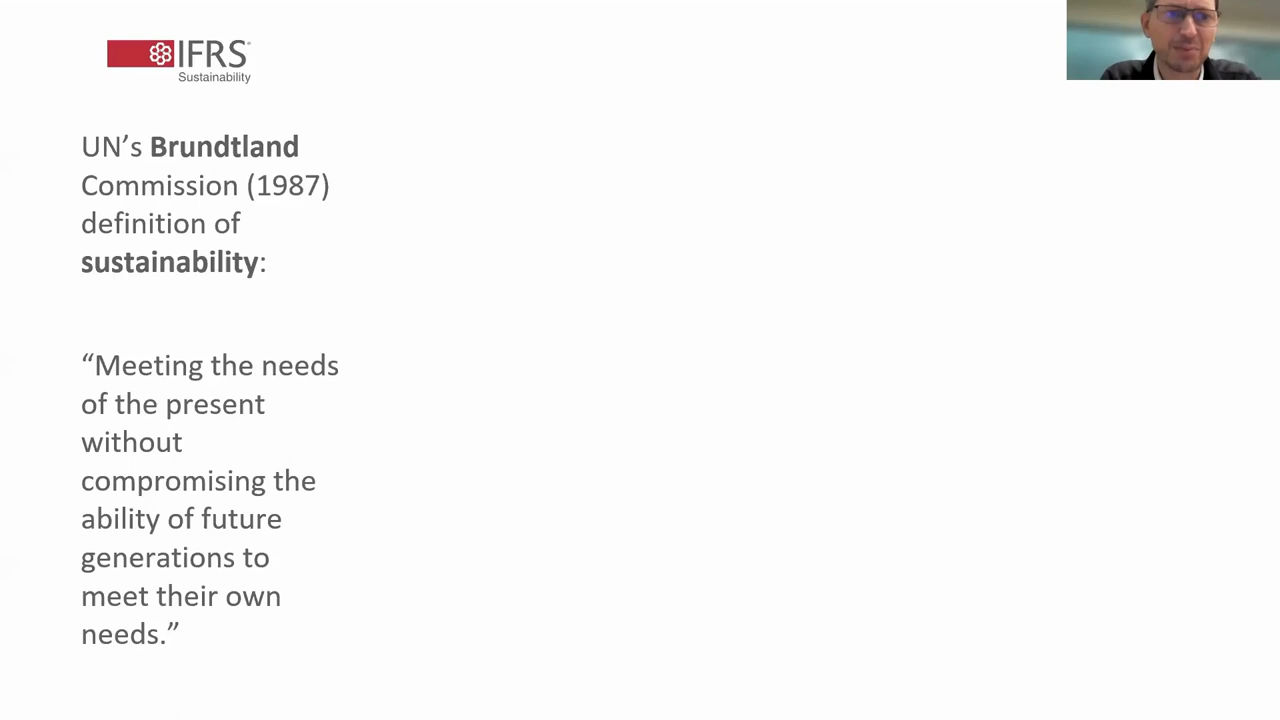 IFRS
Sustainability
UN’s Brundtland
Commission (1987)
definition of
sustainability:
“Meeting the needs
of the present
without
compromising the
ability of future
generations to
meet their own
needs.”